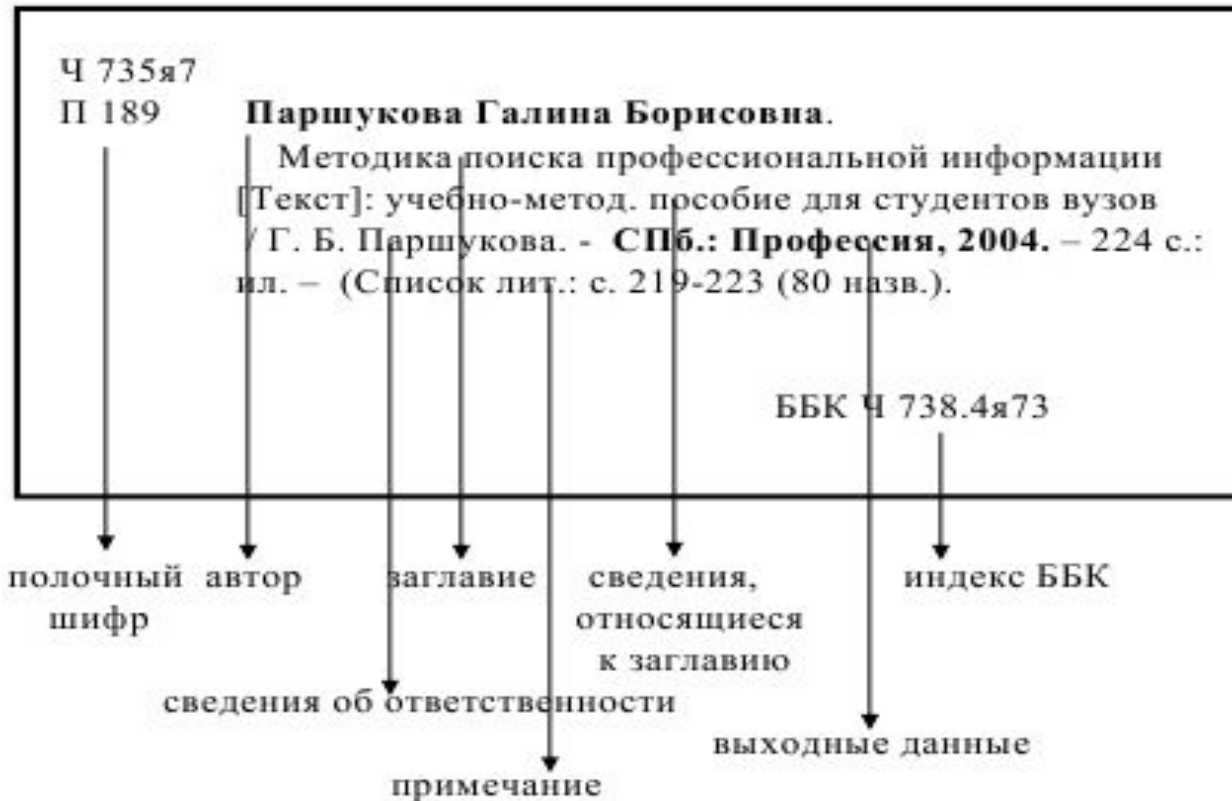 Ч 735я7
П 189 Паршукова Галина Борисовна.
Методика поиска профессиональной информации
[Текст]: учебно-метод. пособие для студентов вузов
/ Г. Б. Паршукова. - СПб.: Профессия, 2004. – 224 с.:
ил. – (Список лит.: с. 219-223 (80 назв.).
ББК Ч 738.4я73
полочный автор заглавие сведения, индекс ББК
шифр относящиеся
к заглавию
сведения об ответственности
выходные данные
примечание